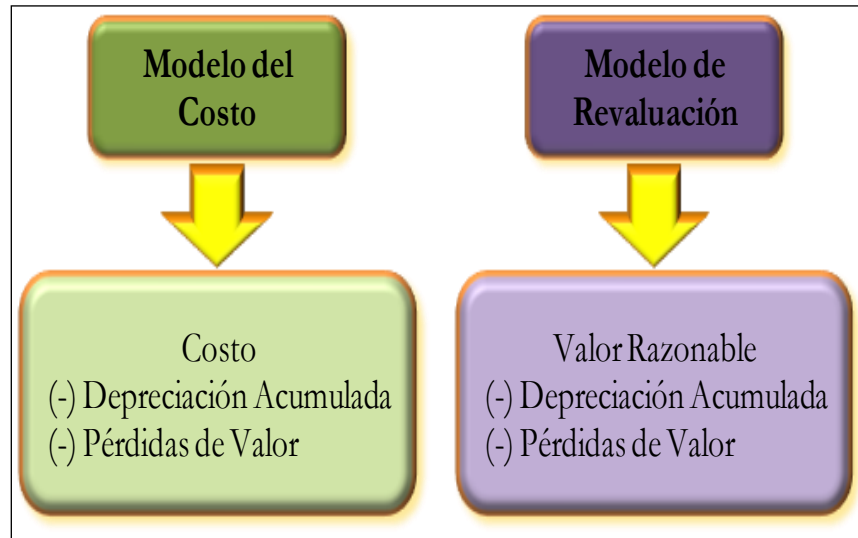 Modelo del
Costo
Modelo de
Revaluación
Costo
(-) Depreciación Acumulada
(-) Pérdidas de Valor
Valor Razonable
(-) Depreciación Acumulada
(-) Pérdidas de Valor